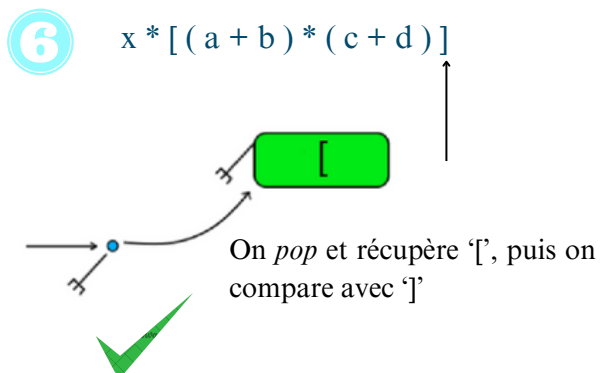 6
x * [ ( a + b ) * ( c + d ) ]
[
On pop et récupère ‘[’, puis on
compare avec ‘]’